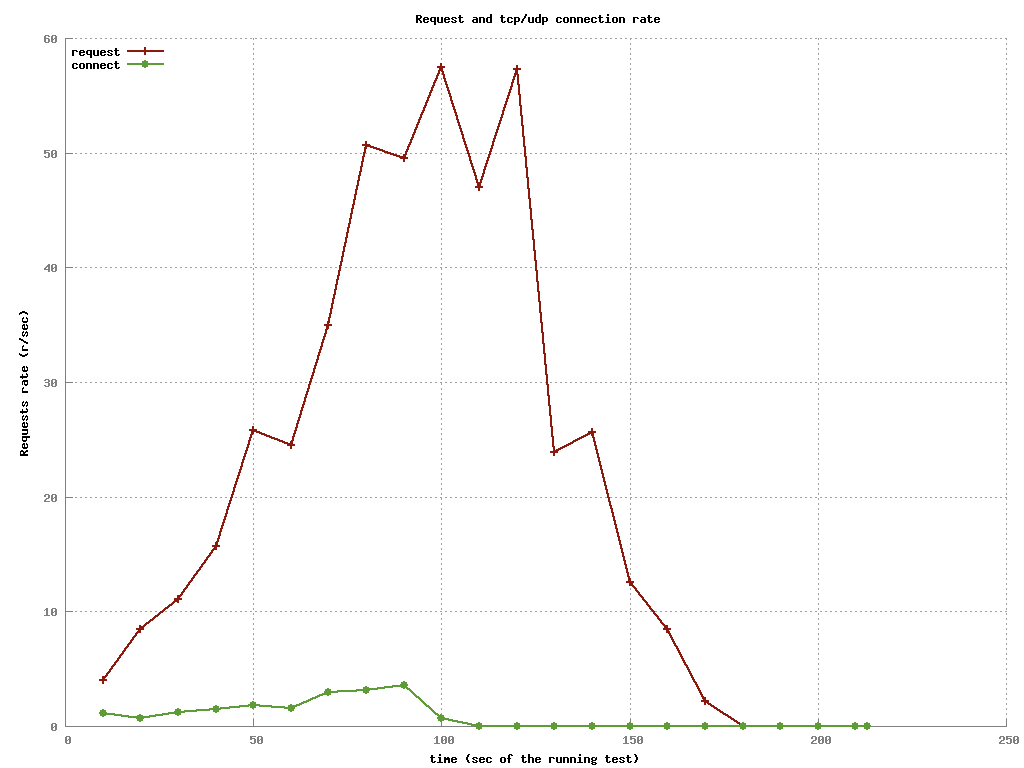 Request and tcp/udp connection rate
60
request
connect
50
40
30
20
10
0
Requests rate (r/sec)
0 50 100 150 200 250
time (sec of the running test)